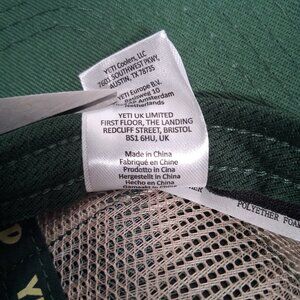 YETI Coolers, LLC
7601 SOUTHWEST PKWY,
AUSTIN, TX 78735
YETI Europe B.V.
10
Amsterdam
Netherlands
YETI UK LIMITED
FIRST FLOOR, THE LANDING
REDCLIFF STREET, BRISTOL
BS1 6HU, UK
Made in China
Fabriqué en Chine
Prodotto in Cina
Hergestellt in China
Hecho en China
POLYETHER FOAM
D Y